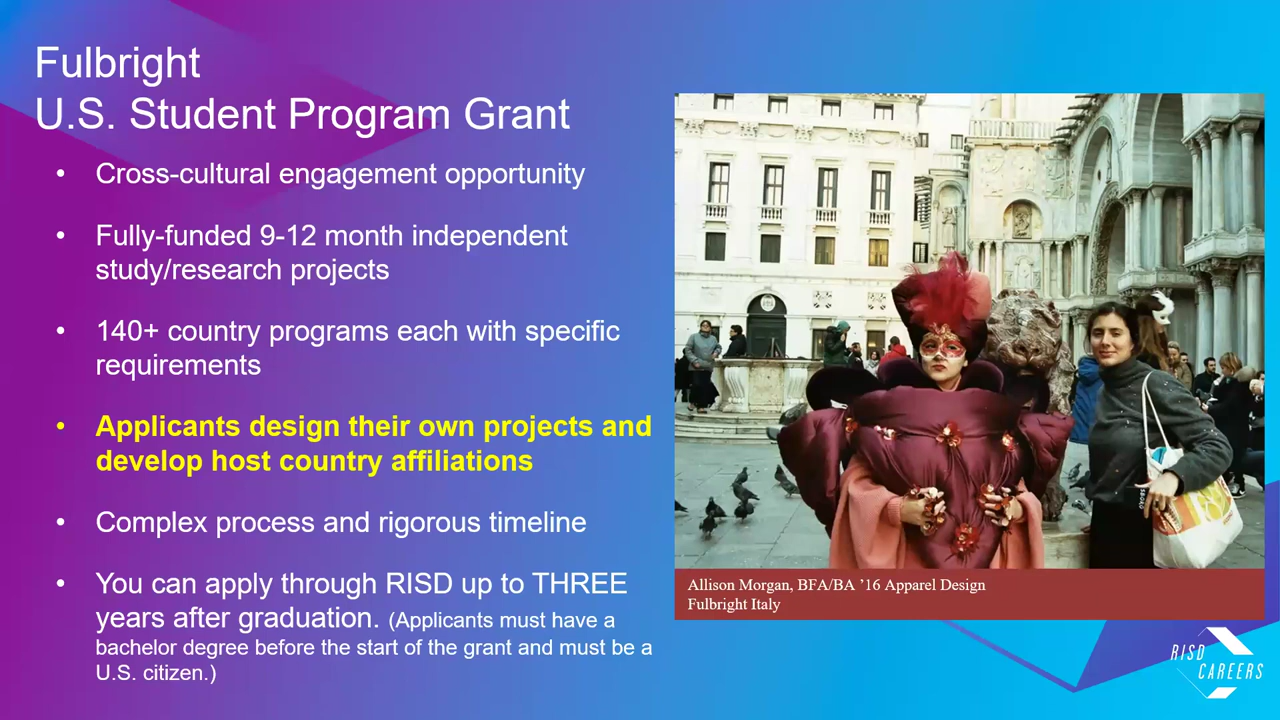 Fulbright
U.S. Student Program Grant
• Cross-cultural engagement opportunity
• Fully-funded 9-12 month independent
study/research projects
• 140+ country programs each with specific
requirements
• Applicants design their own projects and
develop host country affiliations
• Complex process and rigorous timeline
• You can apply through RISD up to THREE
years after graduation. (Applicants must have a
bachelor degree before the start of the grant and must be a
U.S. citizen.)
Allison Morgan, BFA/BA ’16 Apparel Design
Fulbright Italy
RISD
CAREERS